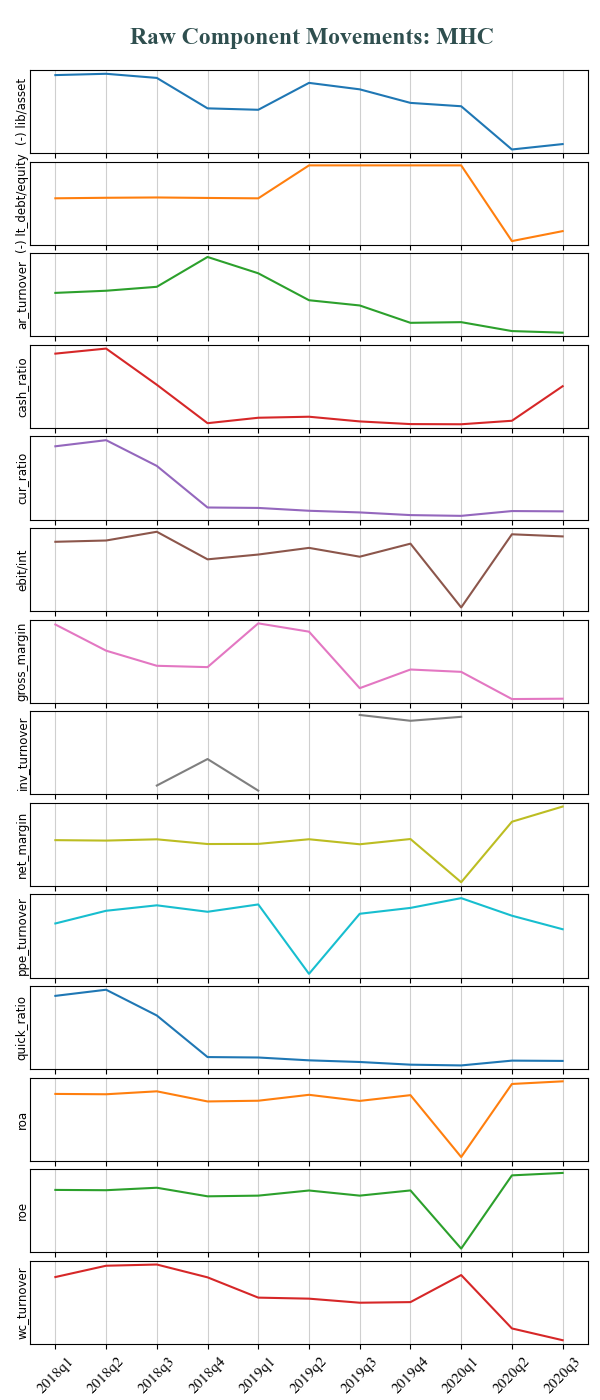 Raw Component Movements: MHC
(-) lib/asset
(-) lt_debt/equity
ar_turnover
cash_ratio
cur_ratio
ebit/int
gross_margin
inv_turnover
net_margin
ppe_turnover
quick_ratio
roa
roe
wc_turnover
2018q1 2018q2 2018q3 2018q4 2019q1 2019q2 2019q3 2019q4 2020q1 2020q2 2020q3